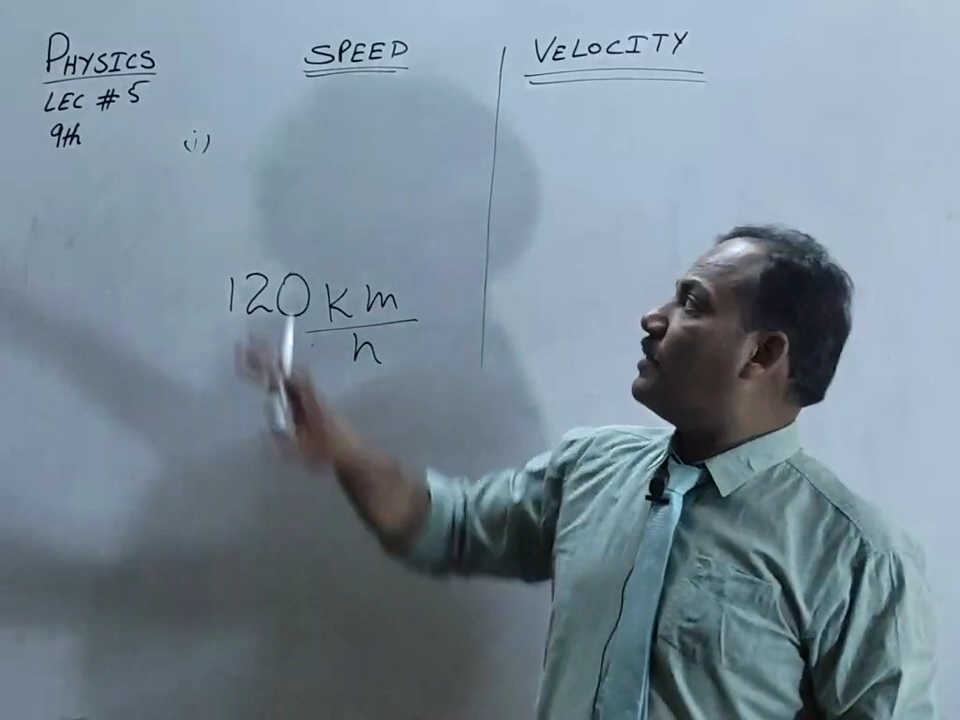 PHYSICS
LEC # 5
9th
SPEED
VELOCITY
(i)
120 km
h